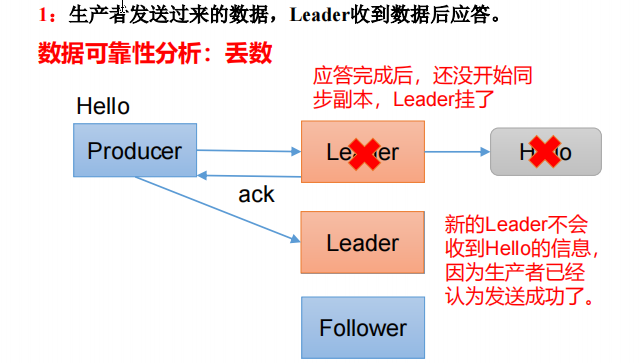 1：生产者发送过来的数据，Leader收到数据后应答。
数据可靠性分析：丢数
应答完成后，还没开始同
步副本，Leader挂了
Hello
Producer
Leader
Hello
ack
Leader
新的Leader不会
收到Hello的信息，
因为生产者已经
认为发送成功了。
Follower